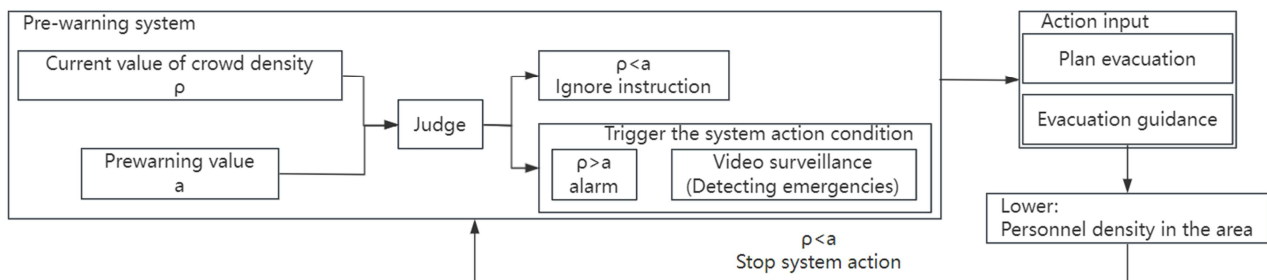 Pre-warning system
Current value of crowd density
ρ
Prewarning value
a
Judge
ρ<a
Ignore instruction
Trigger the system action condition
ρ>a
alarm
Video surveillance
(Detecting emergencies)
Action input
Plan evacuation
Evacuation guidance
Lower:
Personnel density in the area
ρ<a
Stop system action